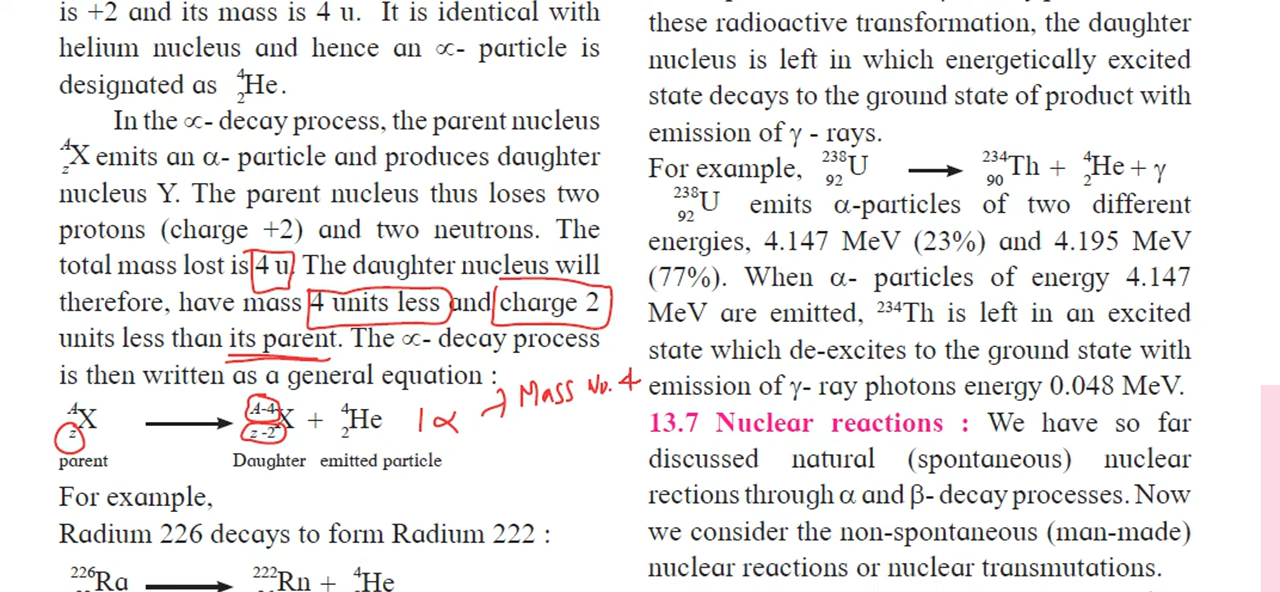 is +2 and its mass is 4 u. It is identical with
helium nucleus and hence an ∝- particle is
designated as ⁴₂He.
In the ∝- decay process, the parent nucleus
ᴬ_zX emits an α- particle and produces daughter
nucleus Y. The parent nucleus thus loses two
protons (charge +2) and two neutrons. The
total mass lost is 4 u. The daughter nucleus will
therefore, have mass 4 units less and charge 2
units less than its parent. The ∝- decay process
is then written as a general equation :
ᴬ_zX ⟶ ᴬ⁻⁴_z-2X + ⁴₂He 1α → Mass No. 4
parent Daughter emitted particle
For example,
Radium 226 decays to form Radium 222 :
²²⁶Ra ⟶ ²²²Rn + ⁴He
these radioactive transformation, the daughter
nucleus is left in which energetically excited
state decays to the ground state of product with
emission of γ - rays.
For example, ²³⁸₉₂U ⟶ ²³⁴₉₀Th + ⁴₂He + γ
²³⁸₉₂U emits α-particles of two different
energies, 4.147 MeV (23%) and 4.195 MeV
(77%). When α- particles of energy 4.147
MeV are emitted, ²³⁴Th is left in an excited
state which de-excites to the ground state with
emission of γ- ray photons energy 0.048 MeV.
13.7 Nuclear reactions : We have so far
discussed natural (spontaneous) nuclear
rections through α and β- decay processes. Now
we consider the non-spontaneous (man-made)
nuclear reactions or nuclear transmutations.